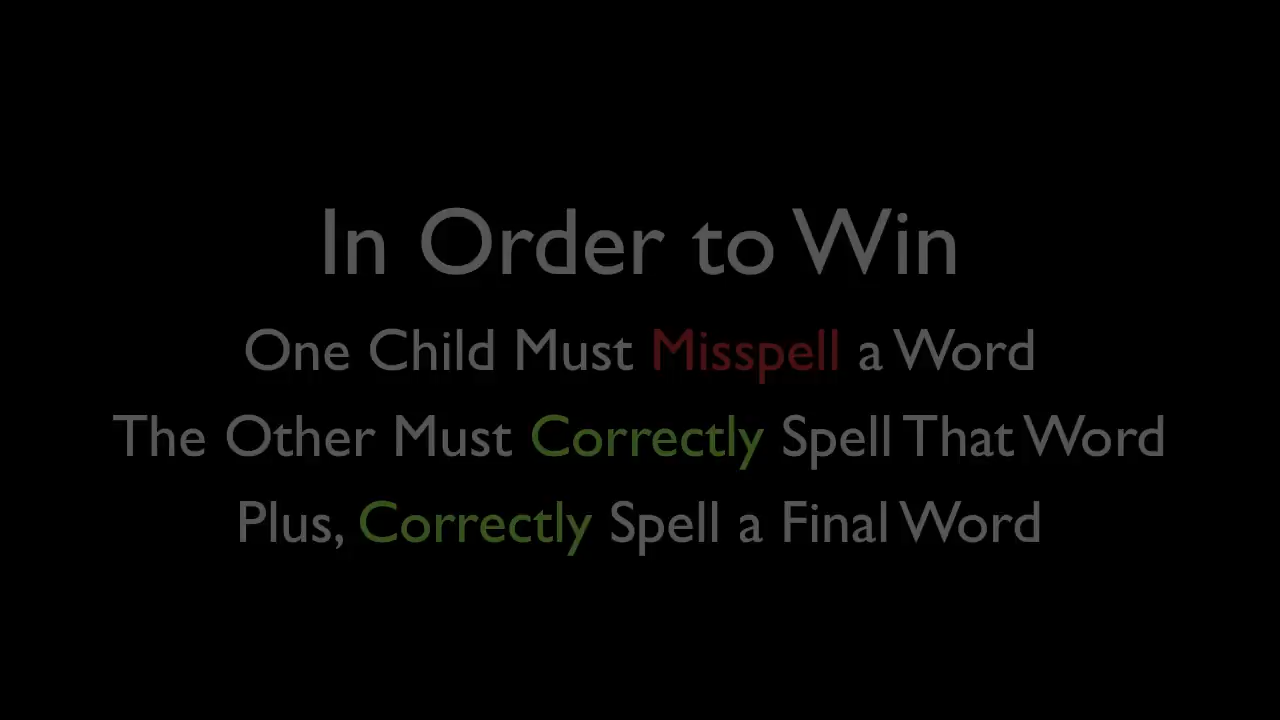 In Order to Win
One Child Must Misspell a Word
The Other Must Correctly Spell That Word
Plus, Correctly Spell a Final Word